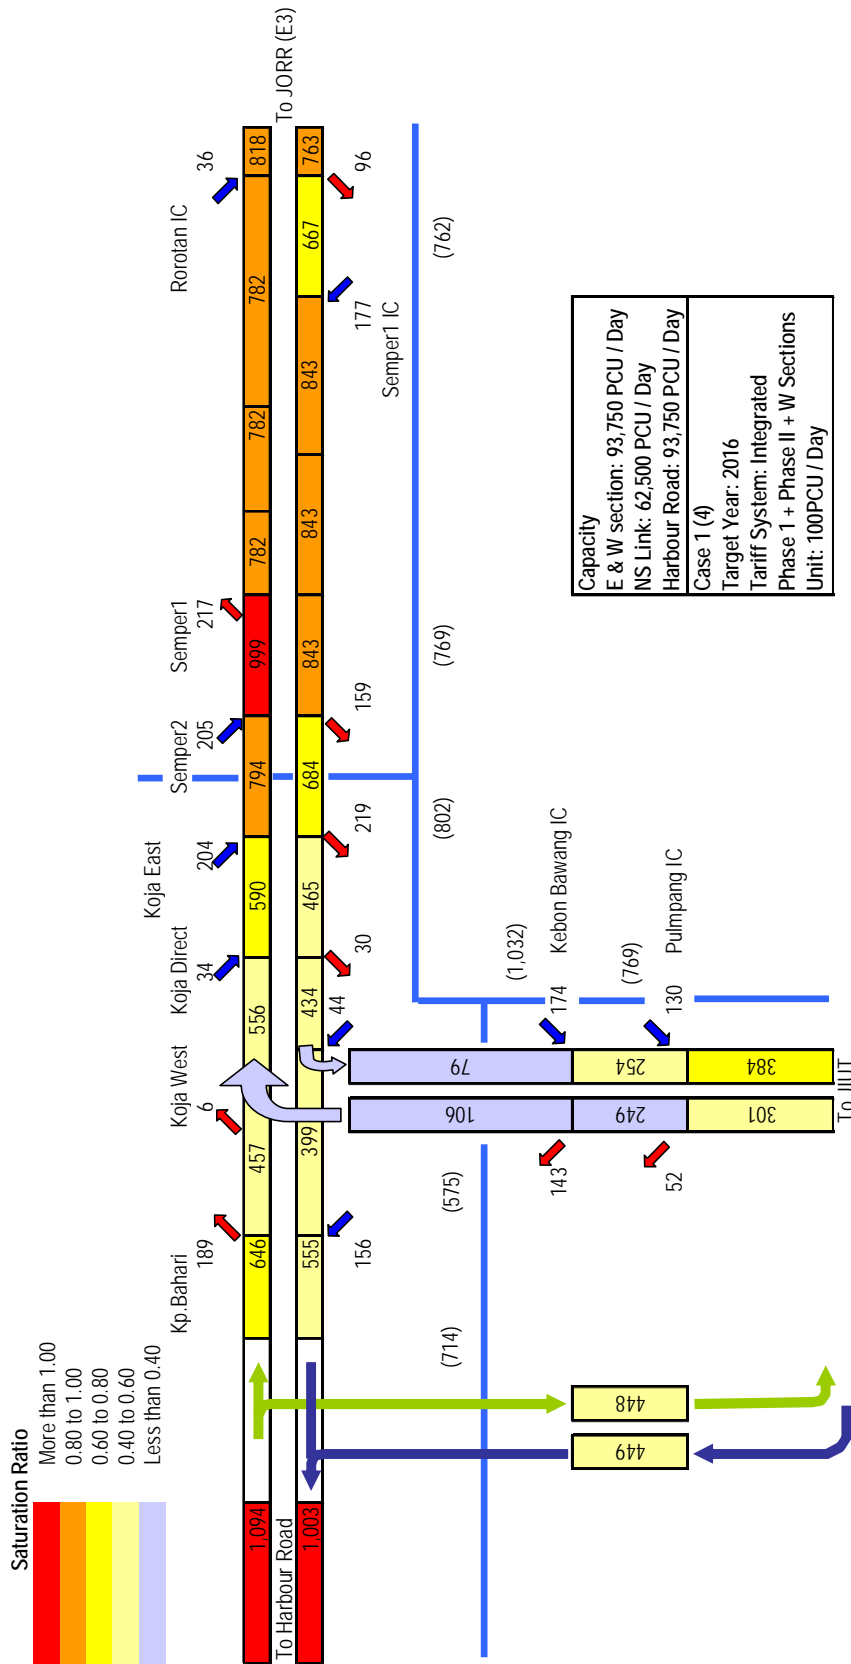 Saturation Ratio
More than 1.00
0.80 to 1.00
0.60 to 0.80
0.40 to 0.60
Less than 0.40
Kp.Bahari
Koja West
Koja Direct
Koja East
Semper2
Semper1
Rorotan IC
189
6
34
204
205
217
36
1,094
646
457
556
590
794
999
782
782
782
818
To Harbour Road
To JORR (E3)
1,003
555
399
434
465
684
843
843
843
667
763
156
44
30
219
159
177
96
Semper1 IC
(714)
(575)
(802)
(769)
(762)
(1,032)
106
79
143
174
Kebon Bawang IC
449
448
249
254
(769)
52
130
Pulmpang IC
301
384
To JIUT
Capacity
E & W section: 93,750 PCU / Day
NS Link: 62,500 PCU / Day
Harbour Road: 93,750 PCU / Day
Case 1 (4)
Target Year: 2016
Tariff System: Integrated
Phase 1 + Phase II + W Sections
Unit: 100PCU / Day